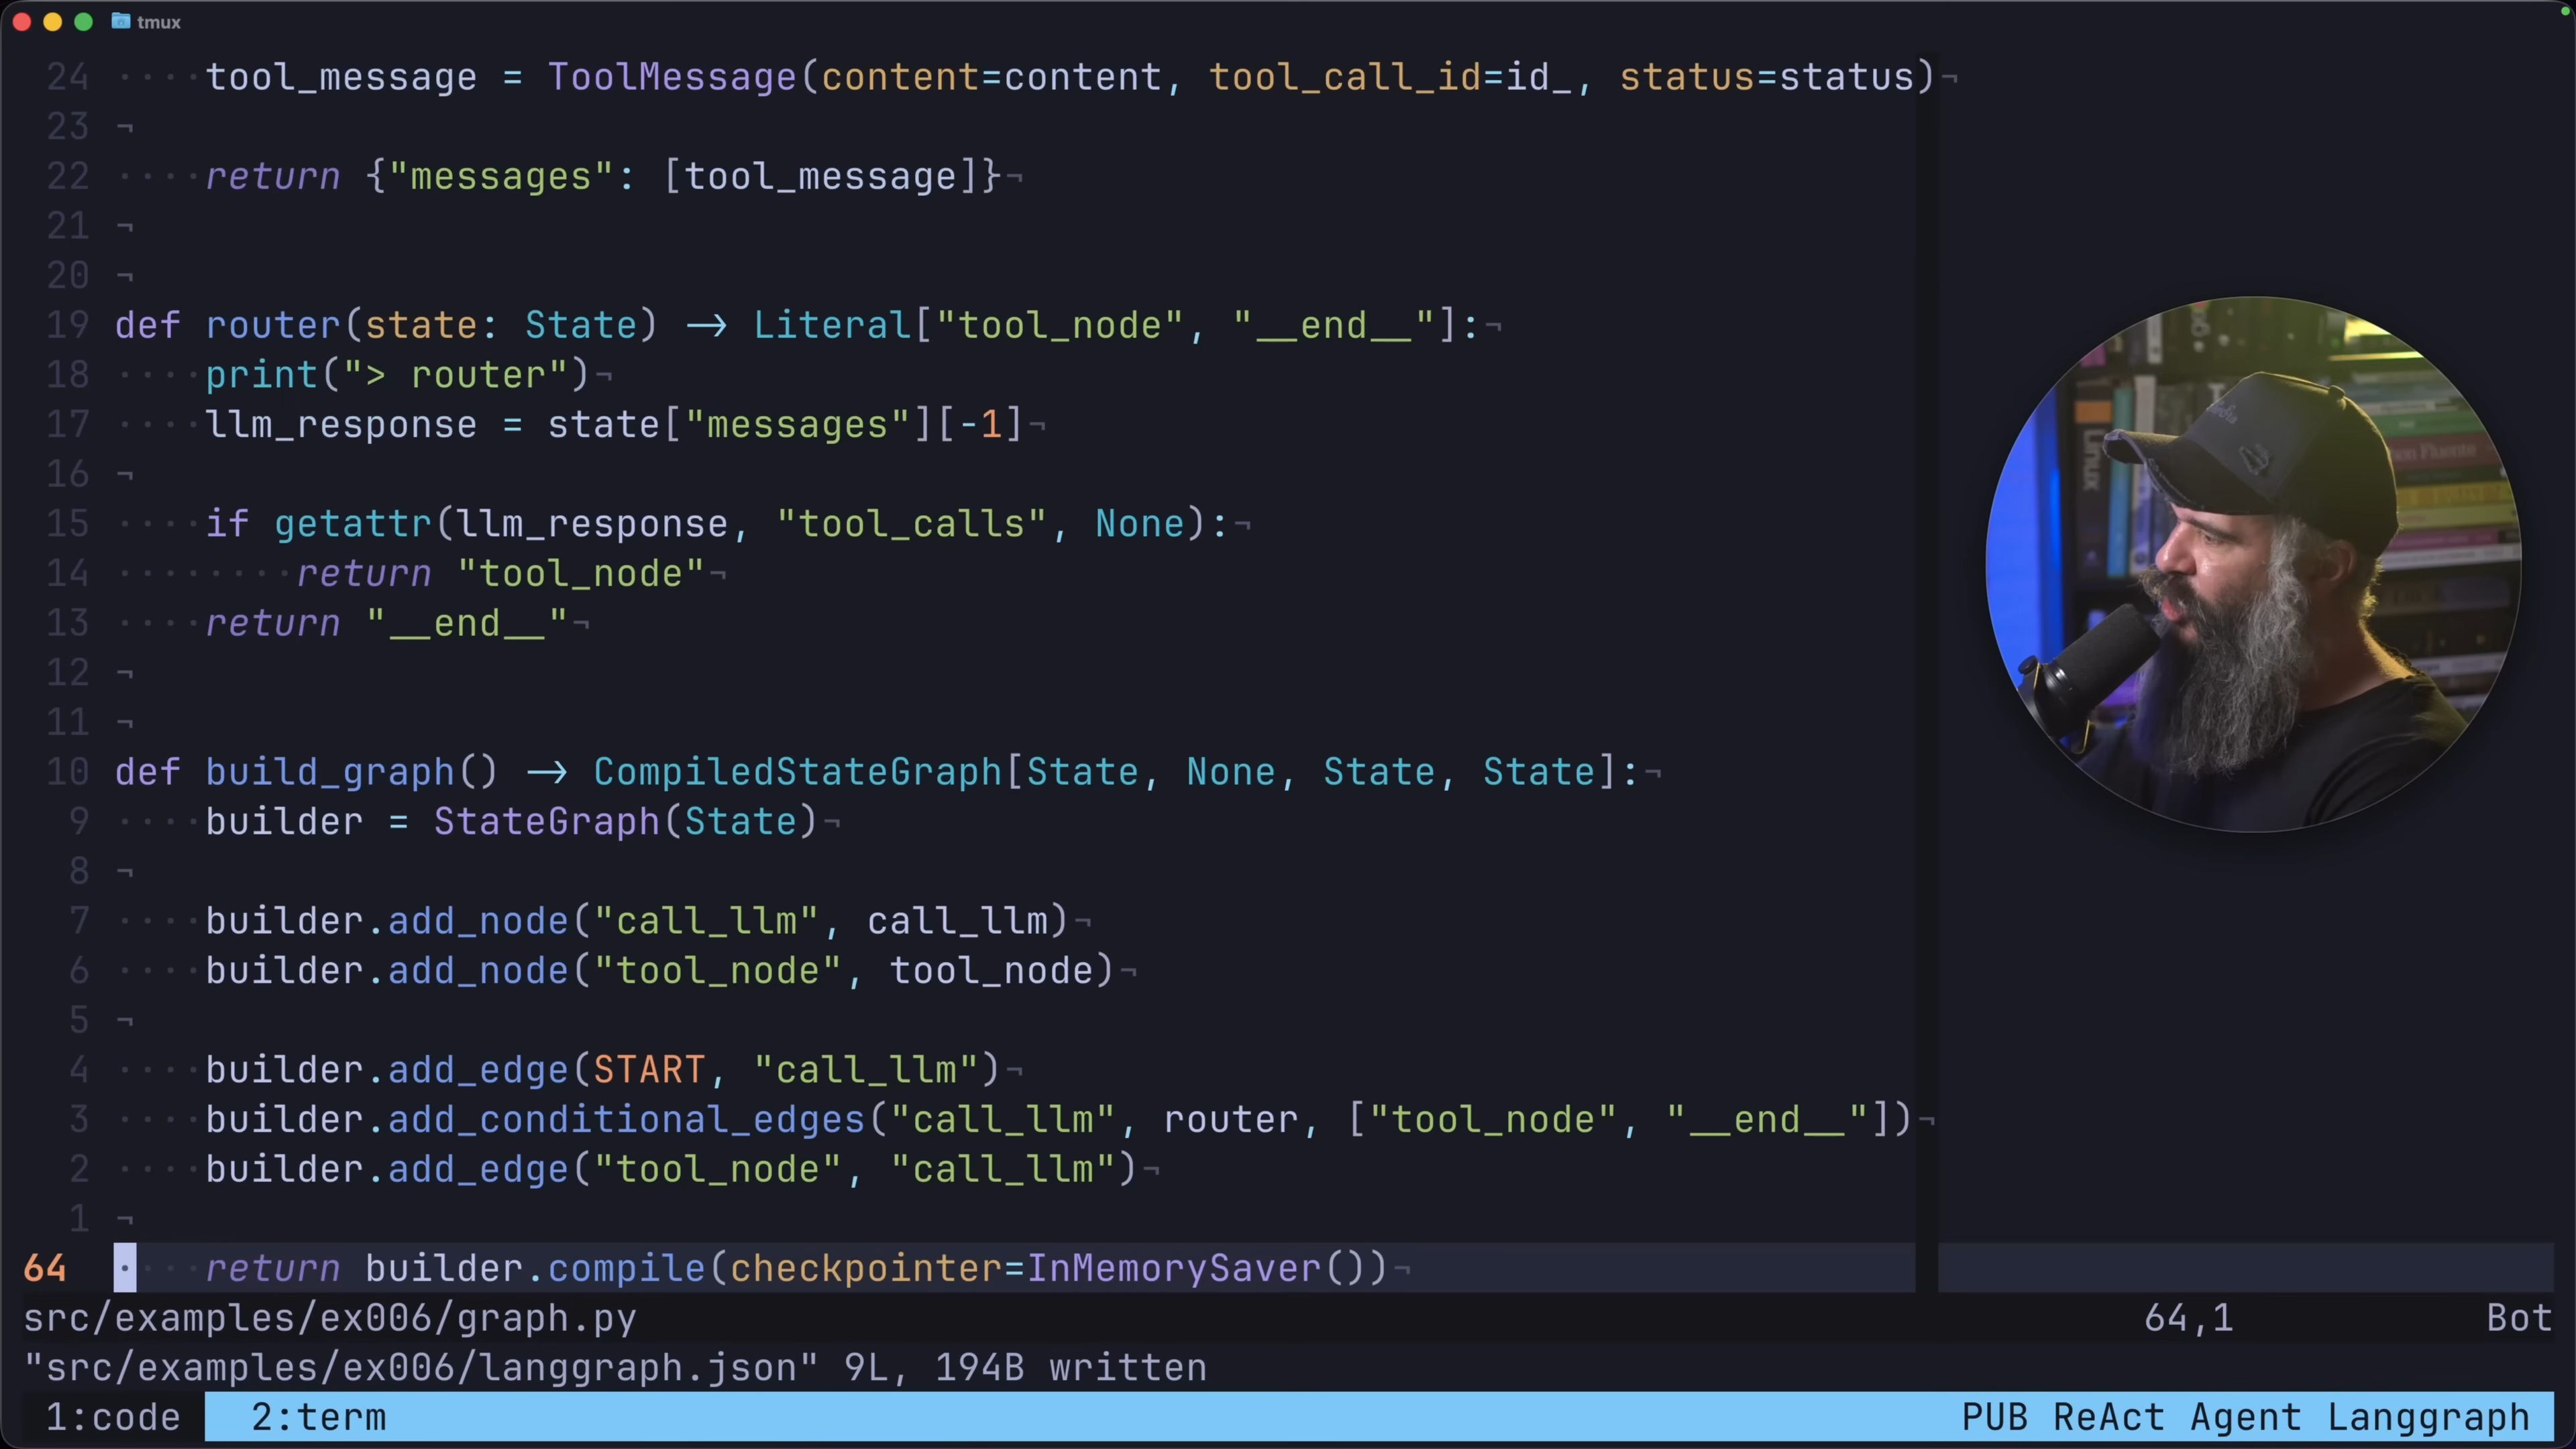 tmux
24 ····tool_message = ToolMessage(content=content, tool_call_id=id_, status=status)¬
23 ¬
22 ····return {"messages": [tool_message]}¬
21 ¬
20 ¬
19 def router(state: State) -> Literal["tool_node", "__end__"]:¬
18 ····print("> router")¬
17 ····llm_response = state["messages"][-1]¬
16 ¬
15 ····if getattr(llm_response, "tool_calls", None):¬
14 ········return "tool_node"¬
13 ····return "__end__"¬
12 ¬
11 ¬
10 def build_graph() -> CompiledStateGraph[State, None, State, State]:¬
9 ····builder = StateGraph(State)¬
8 ¬
7 ····builder.add_node("call_llm", call_llm)¬
6 ····builder.add_node("tool_node", tool_node)¬
5 ¬
4 ····builder.add_edge(START, "call_llm")¬
3 ····builder.add_conditional_edges("call_llm", router, ["tool_node", "__end__"])¬
2 ····builder.add_edge("tool_node", "call_llm")¬
1 ¬
64 ····return builder.compile(checkpointer=InMemorySaver())¬
src/examples/ex006/graph.py 64,1 Bot
"src/examples/ex006/langgraph.json" 9L, 194B written
1:code 2:term PUB ReAct Agent Langgraph
Linux
Fluente